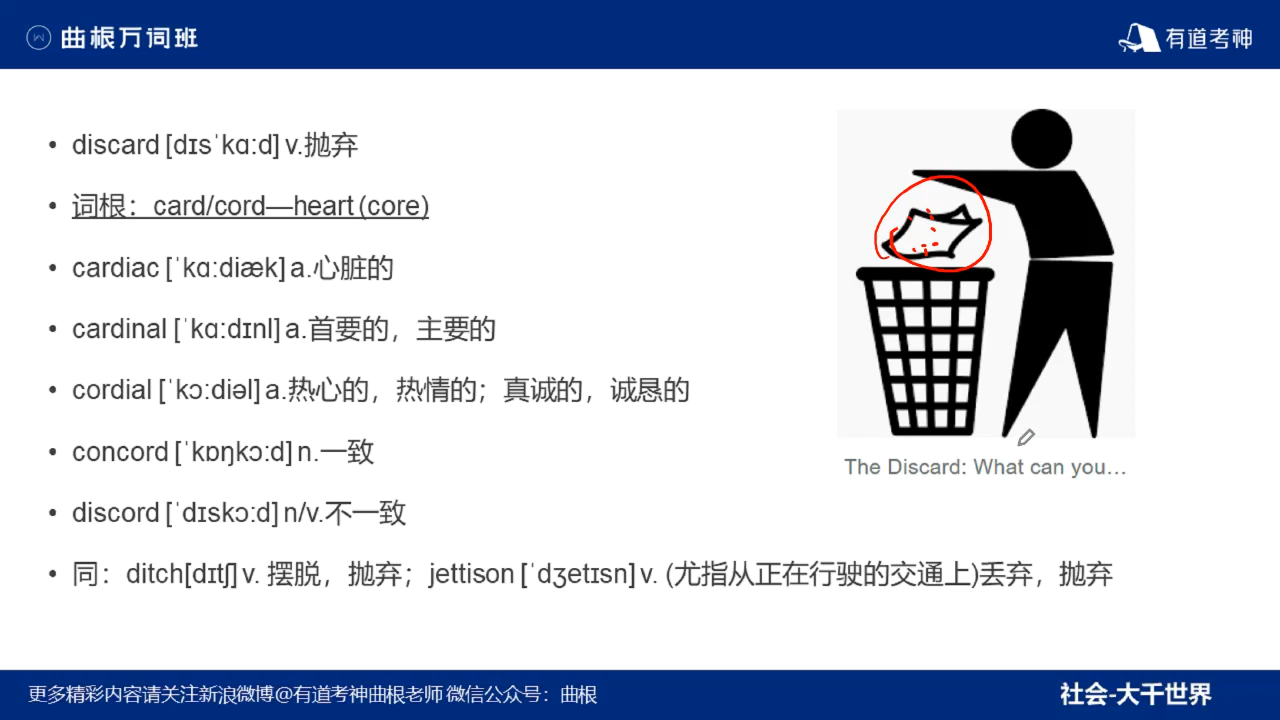 曲根万词班
有道考神
discard [dɪsˈkɑːd] v.抛弃
词根：card/cord—heart (core)
cardiac [ˈkɑːdiæk] a.心脏的
cardinal [ˈkɑːdɪnl] a.首要的，主要的
cordial [ˈkɔːdiəl] a.热心的，热情的；真诚的，诚恳的
concord [ˈkɒŋkɔːd] n.一致
discord [ˈdɪskɔːd] n/v.不一致
同：ditch[dɪtʃ] v. 摆脱，抛弃；jettison [ˈdʒetɪsn] v. (尤指从正在行驶的交通上)丢弃，抛弃
The Discard: What can you…
更多精彩内容请关注新浪微博@有道考神曲根老师 微信公众号：曲根
社会-大千世界